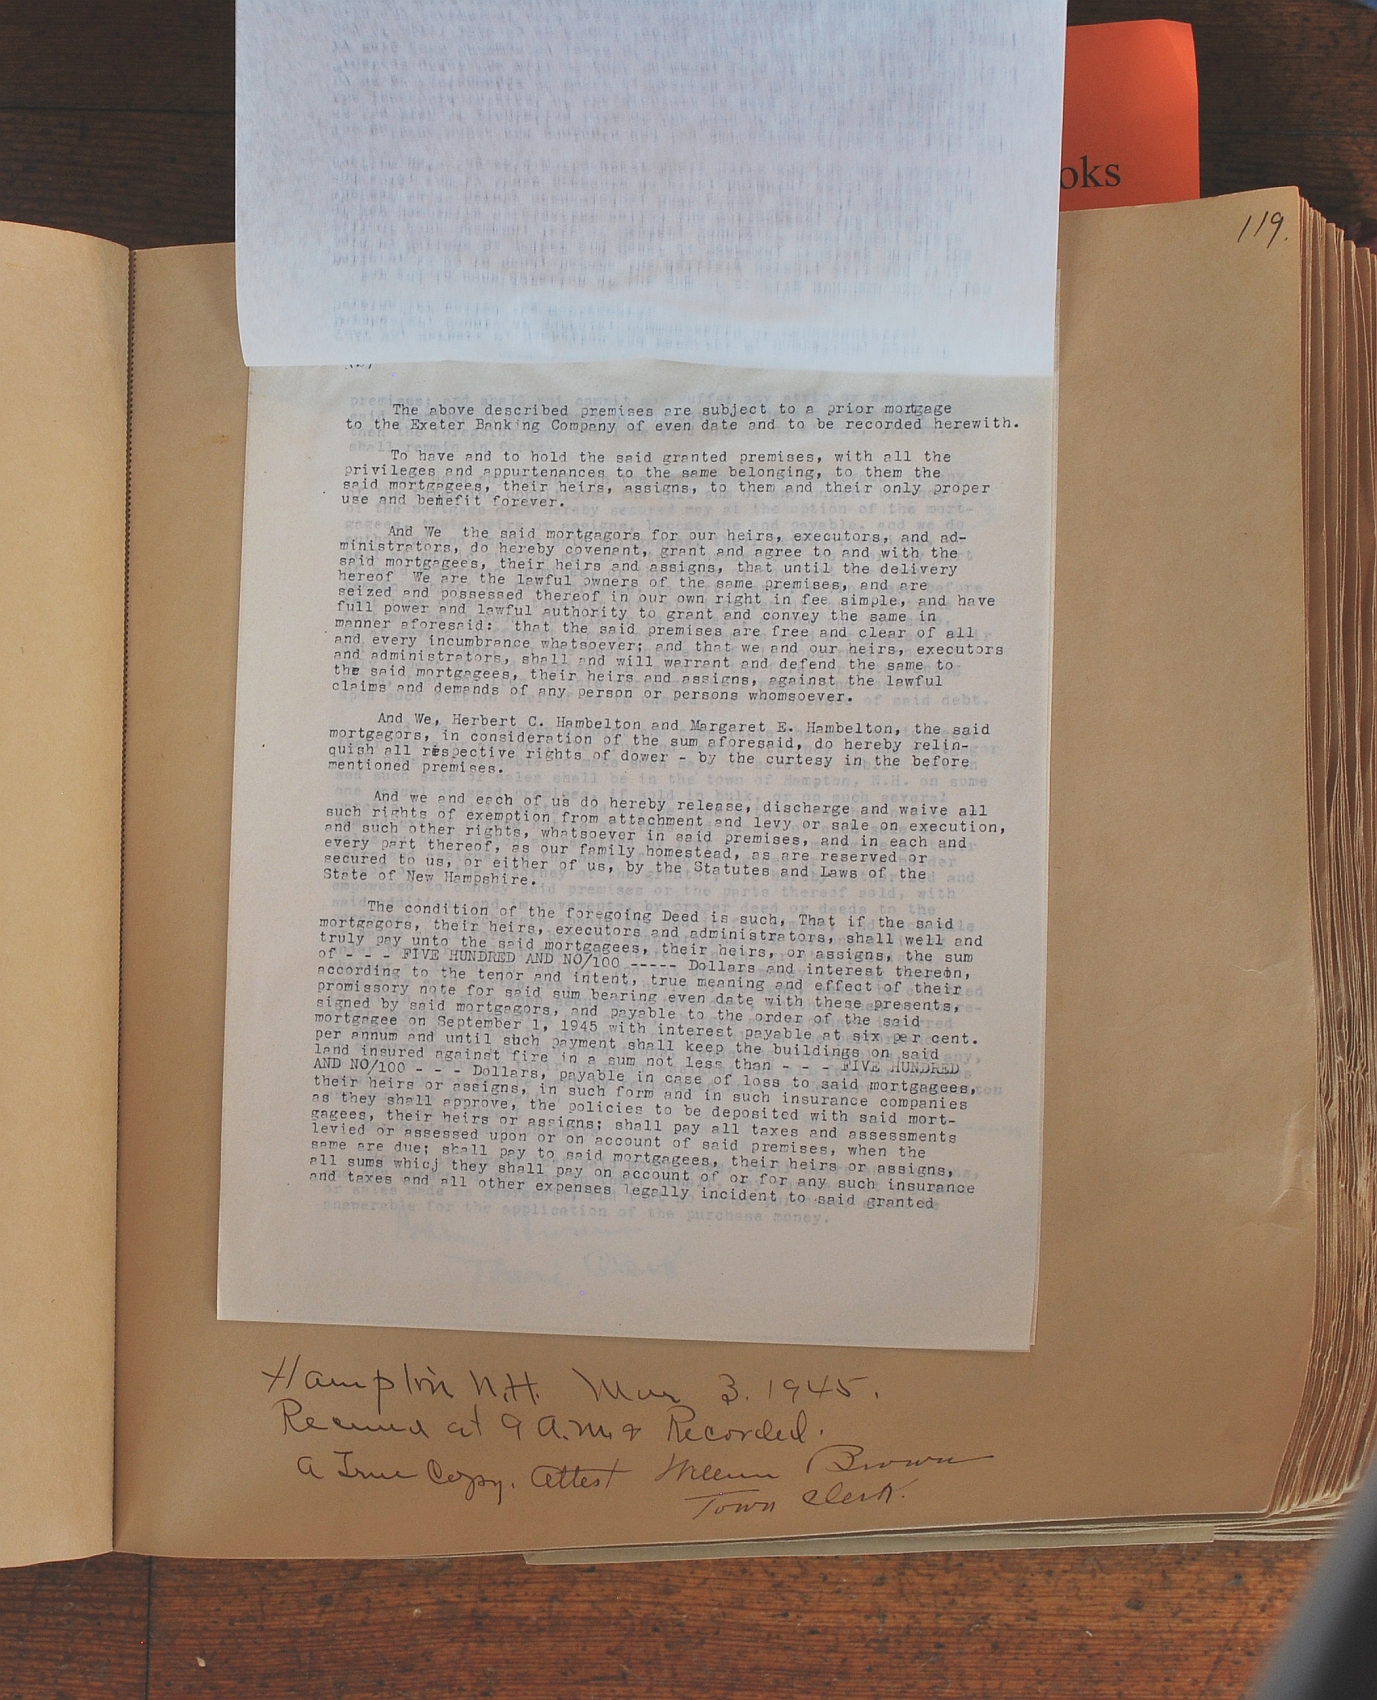 oks
119.
(2)
The above described premises are subject to a prior mortgage
to the Exeter Banking Company of even date and to be recorded herewith.
To have and to hold the said granted premises, with all the
privileges and appurtenances to the same belonging, to them the
said mortgagees, their heirs, assigns, to them and their only proper
use and benefit forever.
And We the said mortgagors for our heirs, executors, and ad-
ministrators, do hereby covenant, grant and agree to and with the
said mortgagees, their heirs and assigns, that until the delivery
hereof We are the lawful owners of the same premises, and are
seized and possessed thereof in our own right in fee simple, and have
full power and lawful authority to grant and convey the same in
manner aforesaid: that the said premises are free and clear of all
and every incumbrance whatsoever; and that we and our heirs, executors
and administrators, shall and will warrant and defend the same to
the said mortgagees, their heirs and assigns, against the lawful
claims and demands of any person or persons whomsoever.
And We, Herbert C. Hambelton and Margaret E. Hambelton, the said
mortgagors, in consideration of the sum aforesaid, do hereby relin-
quish all respective rights of dower - by the curtesy in the before
mentioned premises.
And we and each of us do hereby release, discharge and waive all
such rights of exemption from attachment and levy or sale on execution,
and such other rights, whatsoever in said premises, and in each and
every part thereof, as our family homestead, as are reserved or
secured to us, or either of us, by the Statutes and Laws of the
State of New Hampshire.
The condition of the foregoing Deed is such, That if the said
mortgagors, their heirs, executors and administrators, shall well and
truly pay unto the said mortgagees, their heirs, or assigns, the sum
of - - - FIVE HUNDRED AND NO/100 ----- Dollars and interest thereon,
according to the tenor and intent, true meaning and effect of their
promissory note for said sum bearing even date with these presents,
signed by said mortgagors, and payable to the order of the said
mortgagee on September 1, 1945 with interest payable at six per cent.
per annum and until such payment shall keep the buildings on said
land insured against fire in a sum not less than - - - FIVE HUNDRED
AND NO/100 - - - Dollars, payable in case of loss to said mortgagees,
their heirs or assigns, in such form and in such insurance companies
as they shall approve, the policies to be deposited with said mort-
gagees, their heirs or assigns; shall pay all taxes and assessments
levied or assessed upon or on account of said premises, when the
same are due; shall pay to said mortgagees, their heirs or assigns,
all sums whicj they shall pay on account of or for any such insurance
and taxes and all other expenses legally incident to said granted
Hampton N.H. Mar 3. 1945.
Received at 9 A.M. & Recorded.
A True Copy. Attest William Brown
Town Clerk.